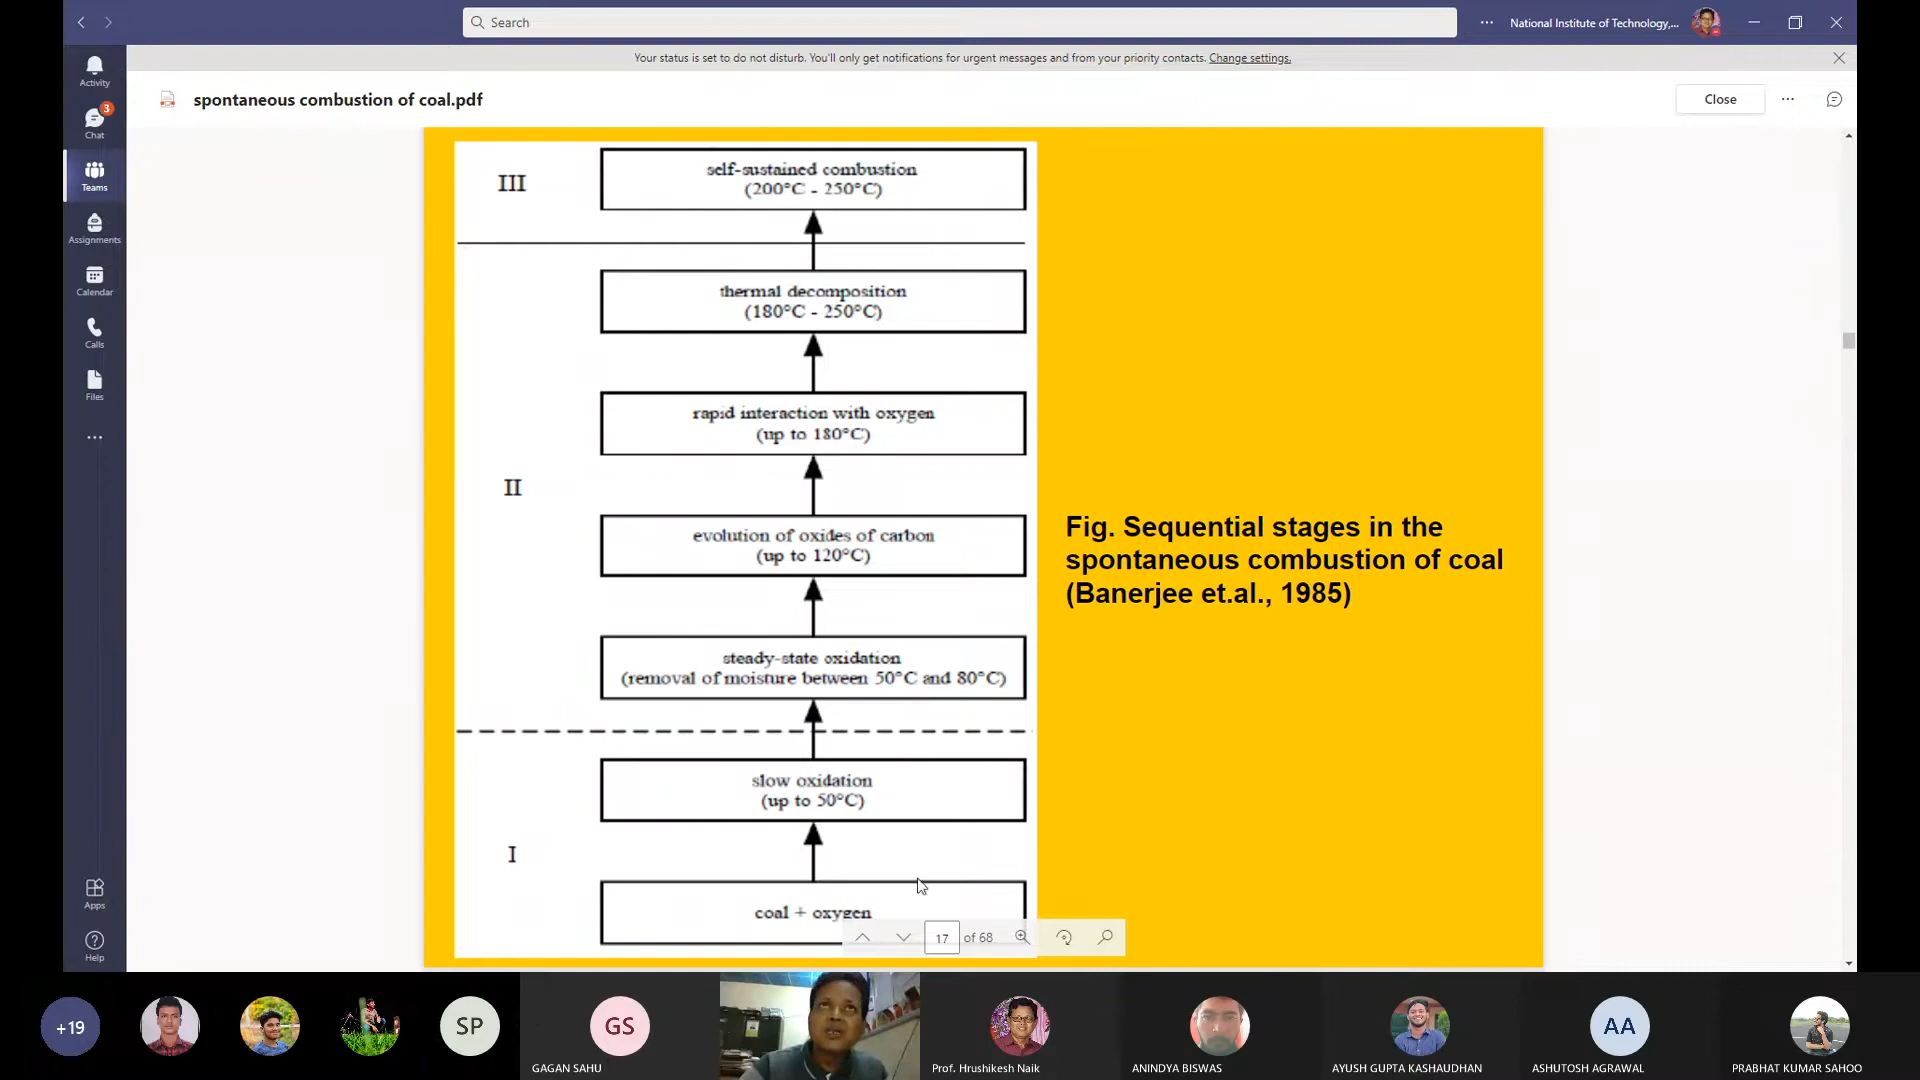 Search
National Institute of Technology,...
Your status is set to do not disturb. You'll only get notifications for urgent messages and from your priority contacts. Change settings.
Activity
3
Chat
Teams
Assignments
Calendar
Calls
Files
Apps
Help
spontaneous combustion of coal.pdf
Close
III
self-sustained combustion
(200°C - 250°C)
thermal decomposition
(180°C - 250°C)
rapid interaction with oxygen
(up to 180°C)
II
evolution of oxides of carbon
(up to 120°C)
steady-state oxidation
(removal of moisture between 50°C and 80°C)
slow oxidation
(up to 50°C)
I
coal + oxygen
Fig. Sequential stages in the
spontaneous combustion of coal
(Banerjee et.al., 1985)
17 of 68
+19
SP
GS
GAGAN SAHU
Prof. Hrushikesh Naik
ANINDYA BISWAS
AYUSH GUPTA KASHAUDHAN
AA
ASHUTOSH AGRAWAL
PRABHAT KUMAR SAHOO